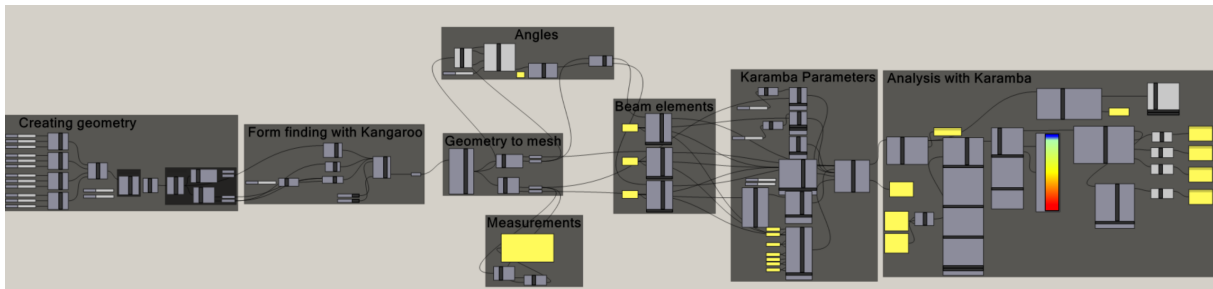 Creating geometry
Form finding with Kangaroo
Angles
Geometry to mesh
Measurements
Beam elements
Karamba Parameters
Analysis with Karamba